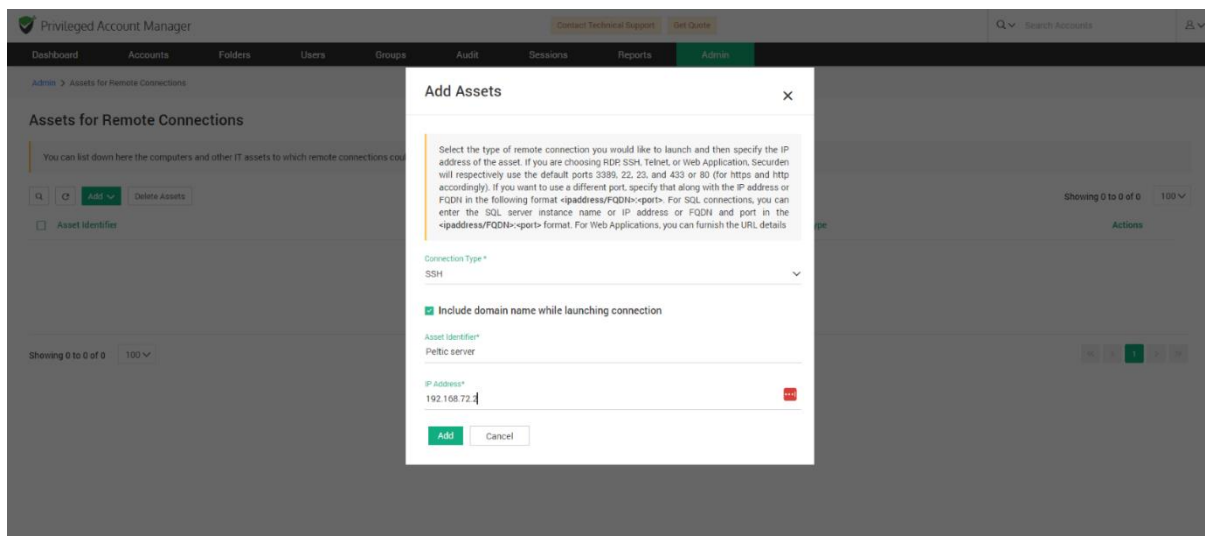 Privileged Account Manager
Contact Technical Support Get Quote
Search Accounts
Dashboard Accounts Folders Users Groups Audit Sessions Reports Admin
Admin > Assets for Remote Connections
Assets for Remote Connections
You can list down here the computers and other IT assets to which remote connections coul
Add Delete Assets
Showing 0 to 0 of 0 100
Asset Identifier
ype
Actions
Showing 0 to 0 of 0 100
1
Add Assets
Select the type of remote connection you would like to launch and then specify the IP
address of the asset. If you are choosing RDP, SSH, Telnet, or Web Application, Securden
will respectively use the default ports 3389, 22, 23, and 433 or 80 (for https and http
accordingly). If you want to use a different port, specify that along with the IP address or
FQDN in the following format <ipaddress/FQDN>:<port>. For SQL connections, you can
enter the SQL server instance name or IP address or FQDN and port in the
<ipaddress/FQDN>:<port> format. For Web Applications, you can furnish the URL details
Connection Type *
SSH
Include domain name while launching connection
Asset Identifier*
Peltic server
IP Address*
192.168.72.2
Add Cancel